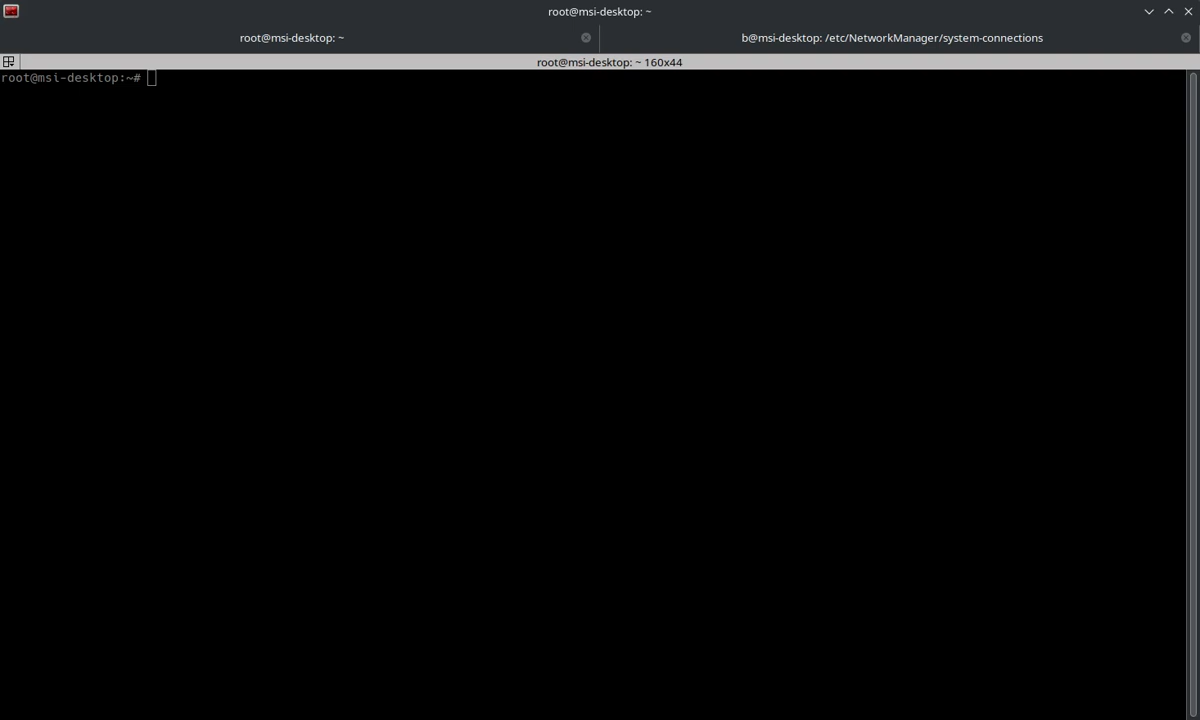 root@msi-desktop: ~
root@msi-desktop: ~
b@msi-desktop: /etc/NetworkManager/system-connections
root@msi-desktop: ~ 160x44
root@msi-desktop:~#